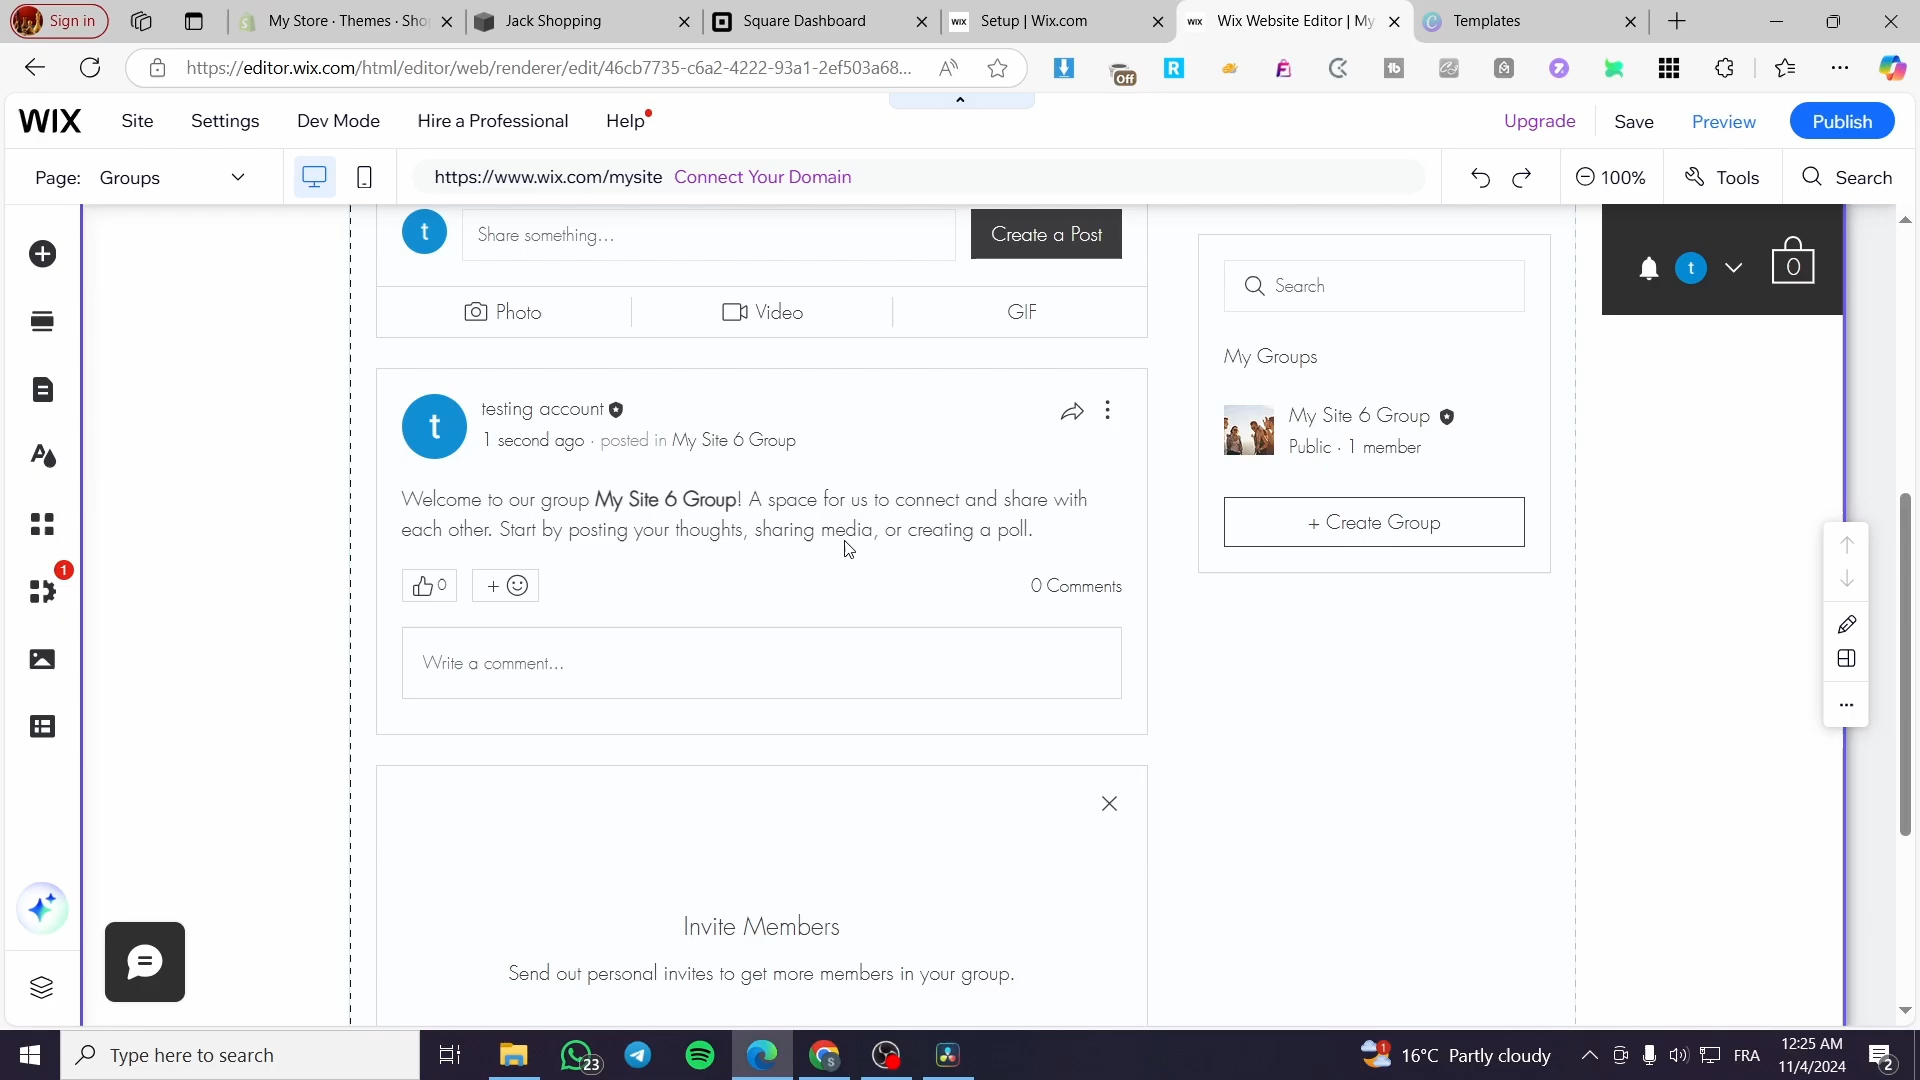 Sign in
My Store · Themes · Sho
Jack Shopping
Square Dashboard
WIX
Setup | Wix.com
WIX
Wix Website Editor | My
Templates
https://editor.wix.com/html/editor/web/renderer/edit/46cb7735-c6a2-4222-93a1-2ef503a68...
Off
WIX
Site
Settings
Dev Mode
Hire a Professional
Help
Upgrade
Save
Preview
Publish
Page: Groups
https://www.wix.com/mysite Connect Your Domain
100%
Tools
Search
t
Share something...
Create a Post
Photo
Video
GIF
Search
t
0
My Groups
My Site 6 Group
Public · 1 member
+ Create Group
t
testing account
1 second ago · posted in My Site 6 Group
Welcome to our group My Site 6 Group! A space for us to connect and share with
each other. Start by posting your thoughts, sharing media, or creating a poll.
0
+
0 Comments
Write a comment...
1
Invite Members
Send out personal invites to get more members in your group.
Type here to search
23
16°C Partly cloudy
FRA
12:25 AM
11/4/2024
2